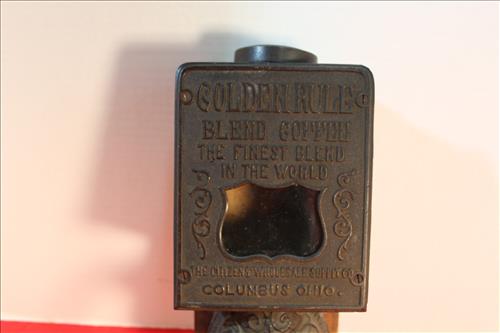 GOLDEN RULE
BLEND COFFEE
THE FINEST BLEND
IN THE WORLD
THE CITIZENS WHOLESALE SUPPLY CO.
COLUMBUS OHIO.